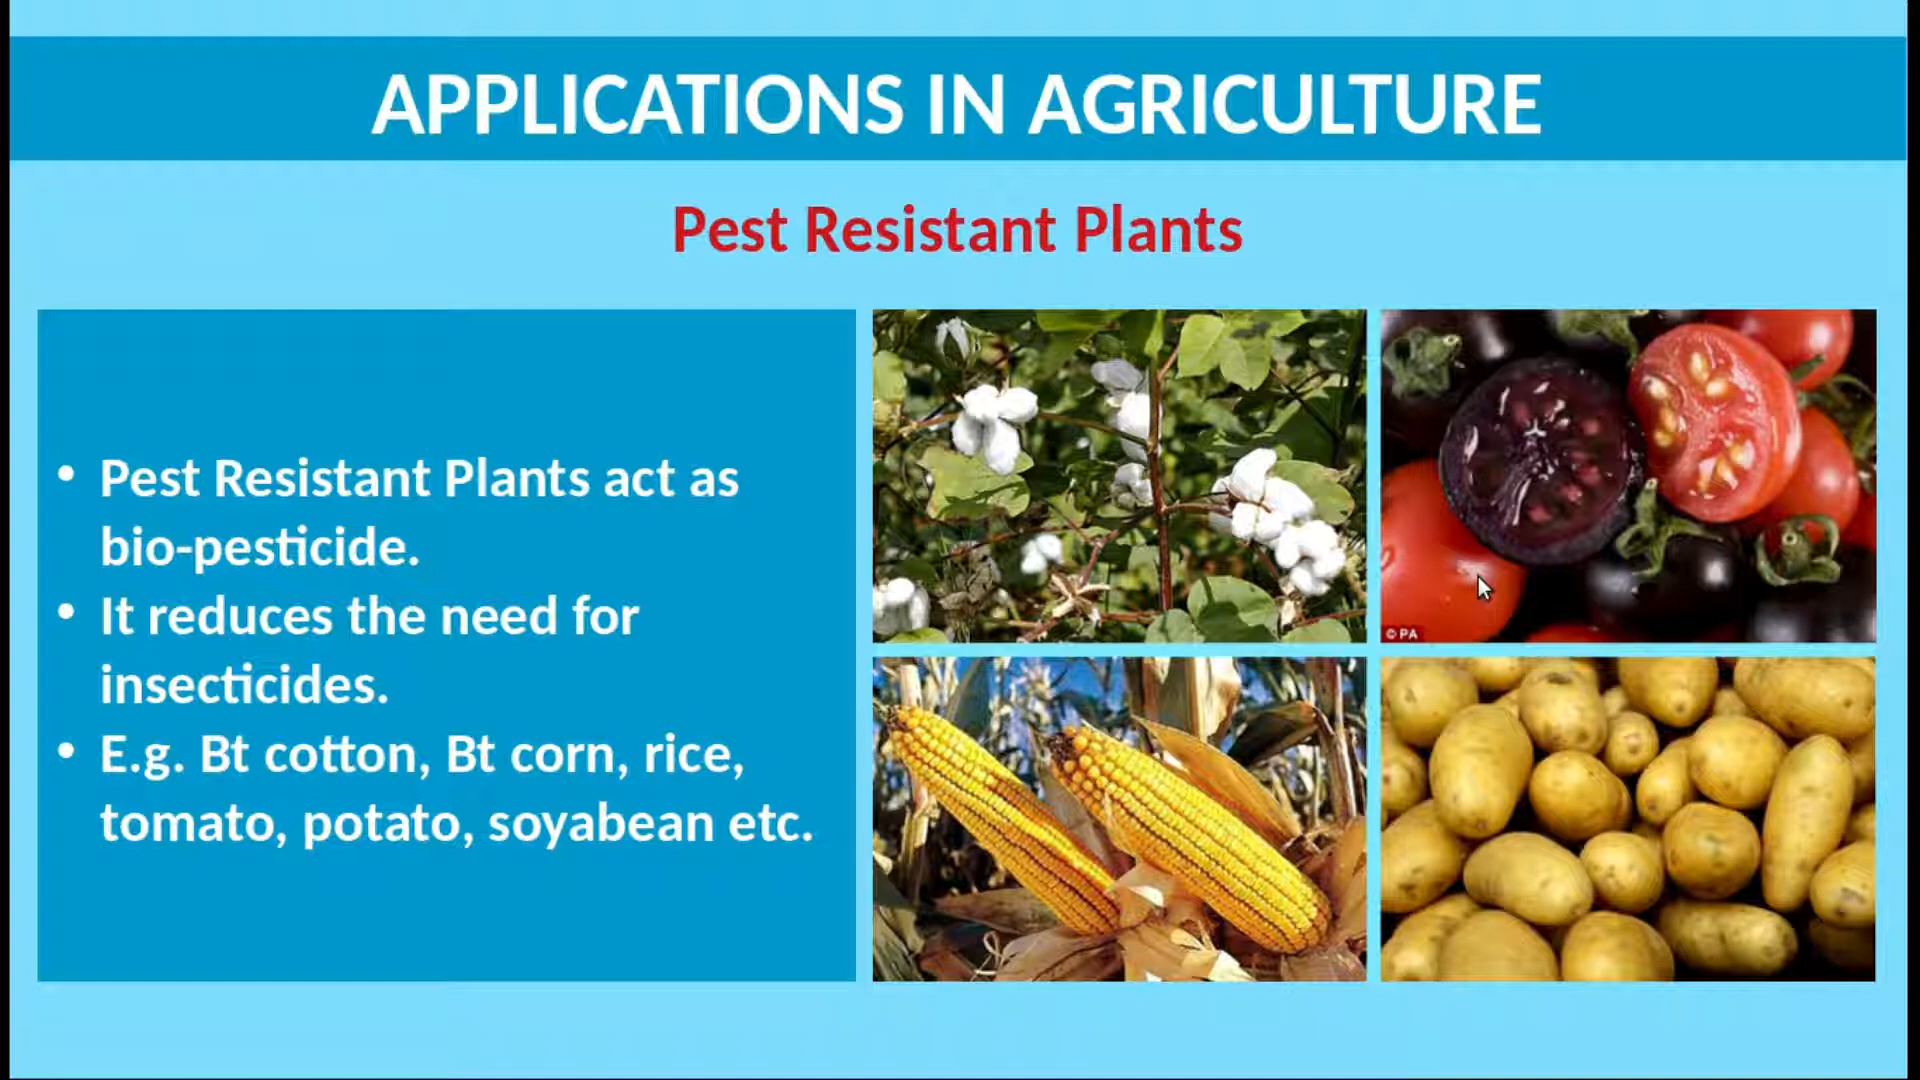 APPLICATIONS IN AGRICULTURE
Pest Resistant Plants
• Pest Resistant Plants act as
bio-pesticide.
• It reduces the need for
insecticides.
• E.g. Bt cotton, Bt corn, rice,
tomato, potato, soyabean etc.
© PA